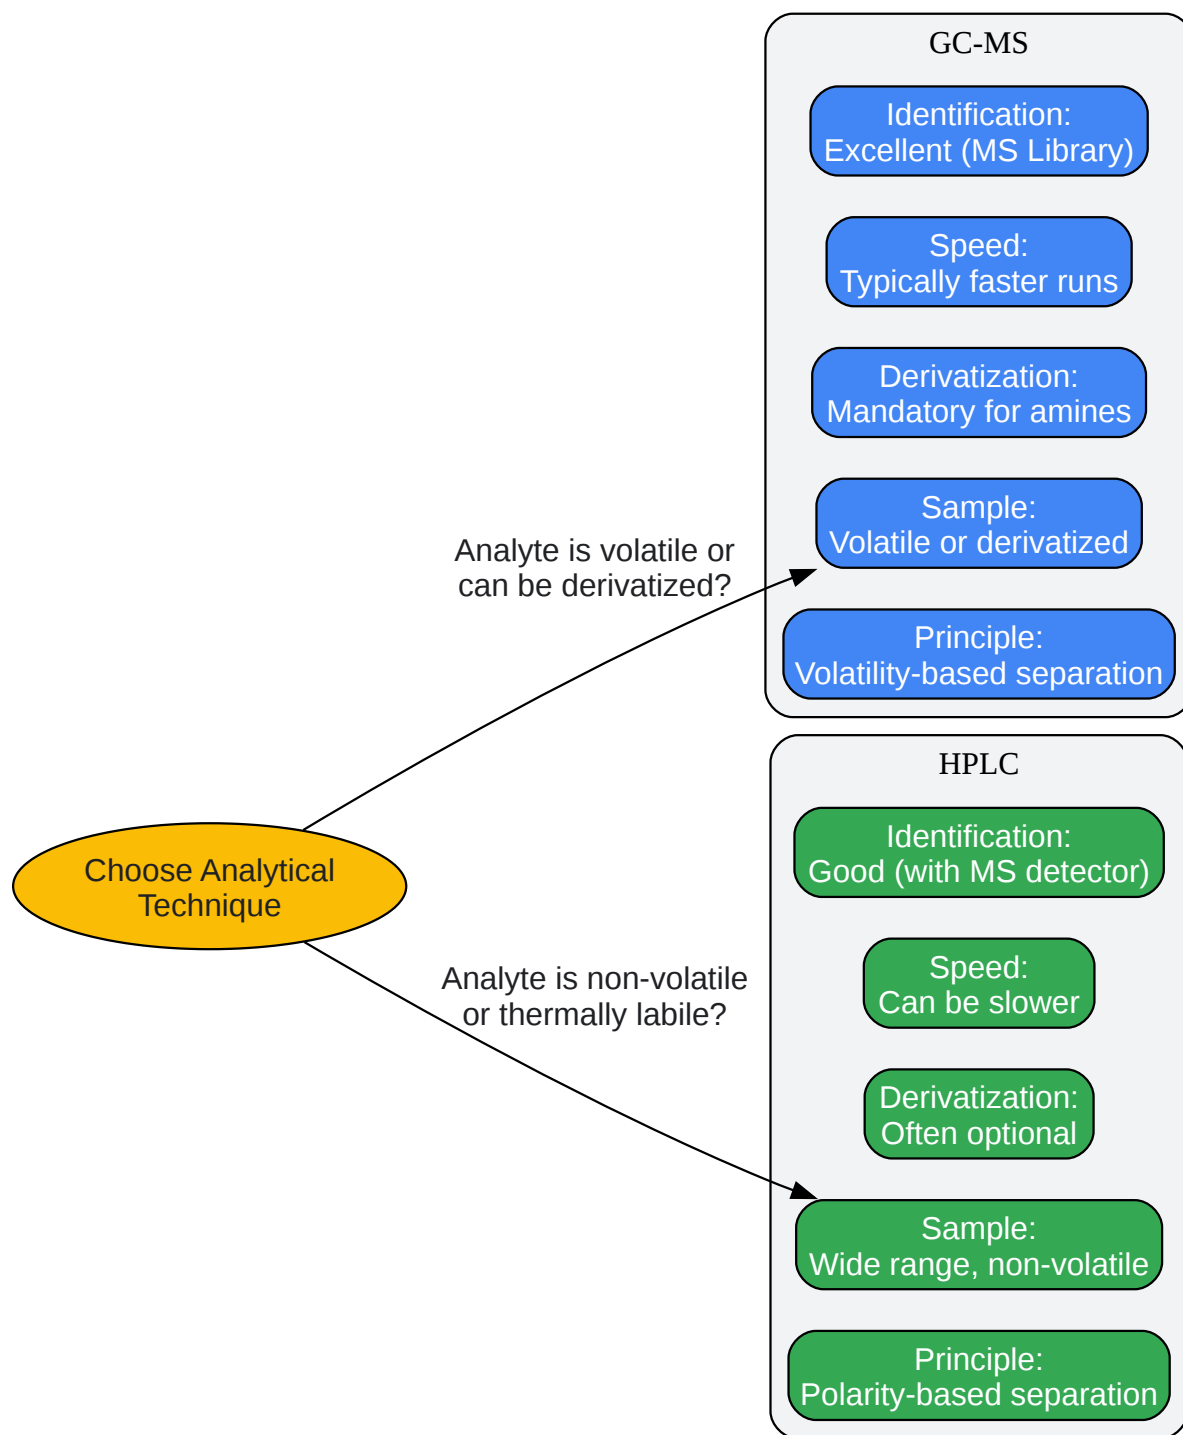 GC-MS
Identification:
Excellent (MS Library)
Speed:
Typically faster runs
Derivatization:
Mandatory for amines
Sample:
Volatile or derivatized
Principle:
Volatility-based separation
Analyte is volatile or
can be derivatized?
Choose Analytical
Technique
Analyte is non-volatile
or thermally labile?
HPLC
Identification:
Good (with MS detector)
Speed:
Can be slower
Derivatization:
Often optional
Sample:
Wide range, non-volatile
Principle:
Polarity-based separation